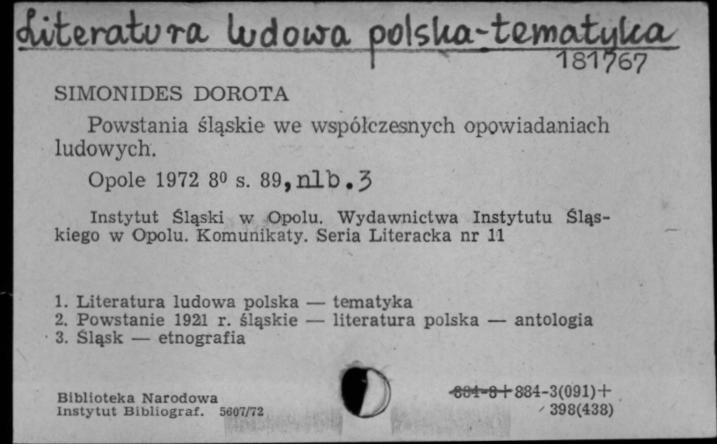 Literatura ludowa polska-tematyka
181767
SIMONIDES DOROTA
Powstania śląskie we współczesnych opowiadaniach
ludowych.
Opole 1972 8⁰ s. 89, nlb. 3
Instytut Śląski w Opolu. Wydawnictwa Instytutu Śląs-
kiego w Opolu. Komunikaty. Seria Literacka nr 11
1. Literatura ludowa polska — tematyka
2. Powstanie 1921 r. śląskie — literatura polska — antologia
3. Śląsk — etnografia
Biblioteka Narodowa
Instytut Bibliograf. 5607/72
884-8+ 884-3(091)+
398(438)